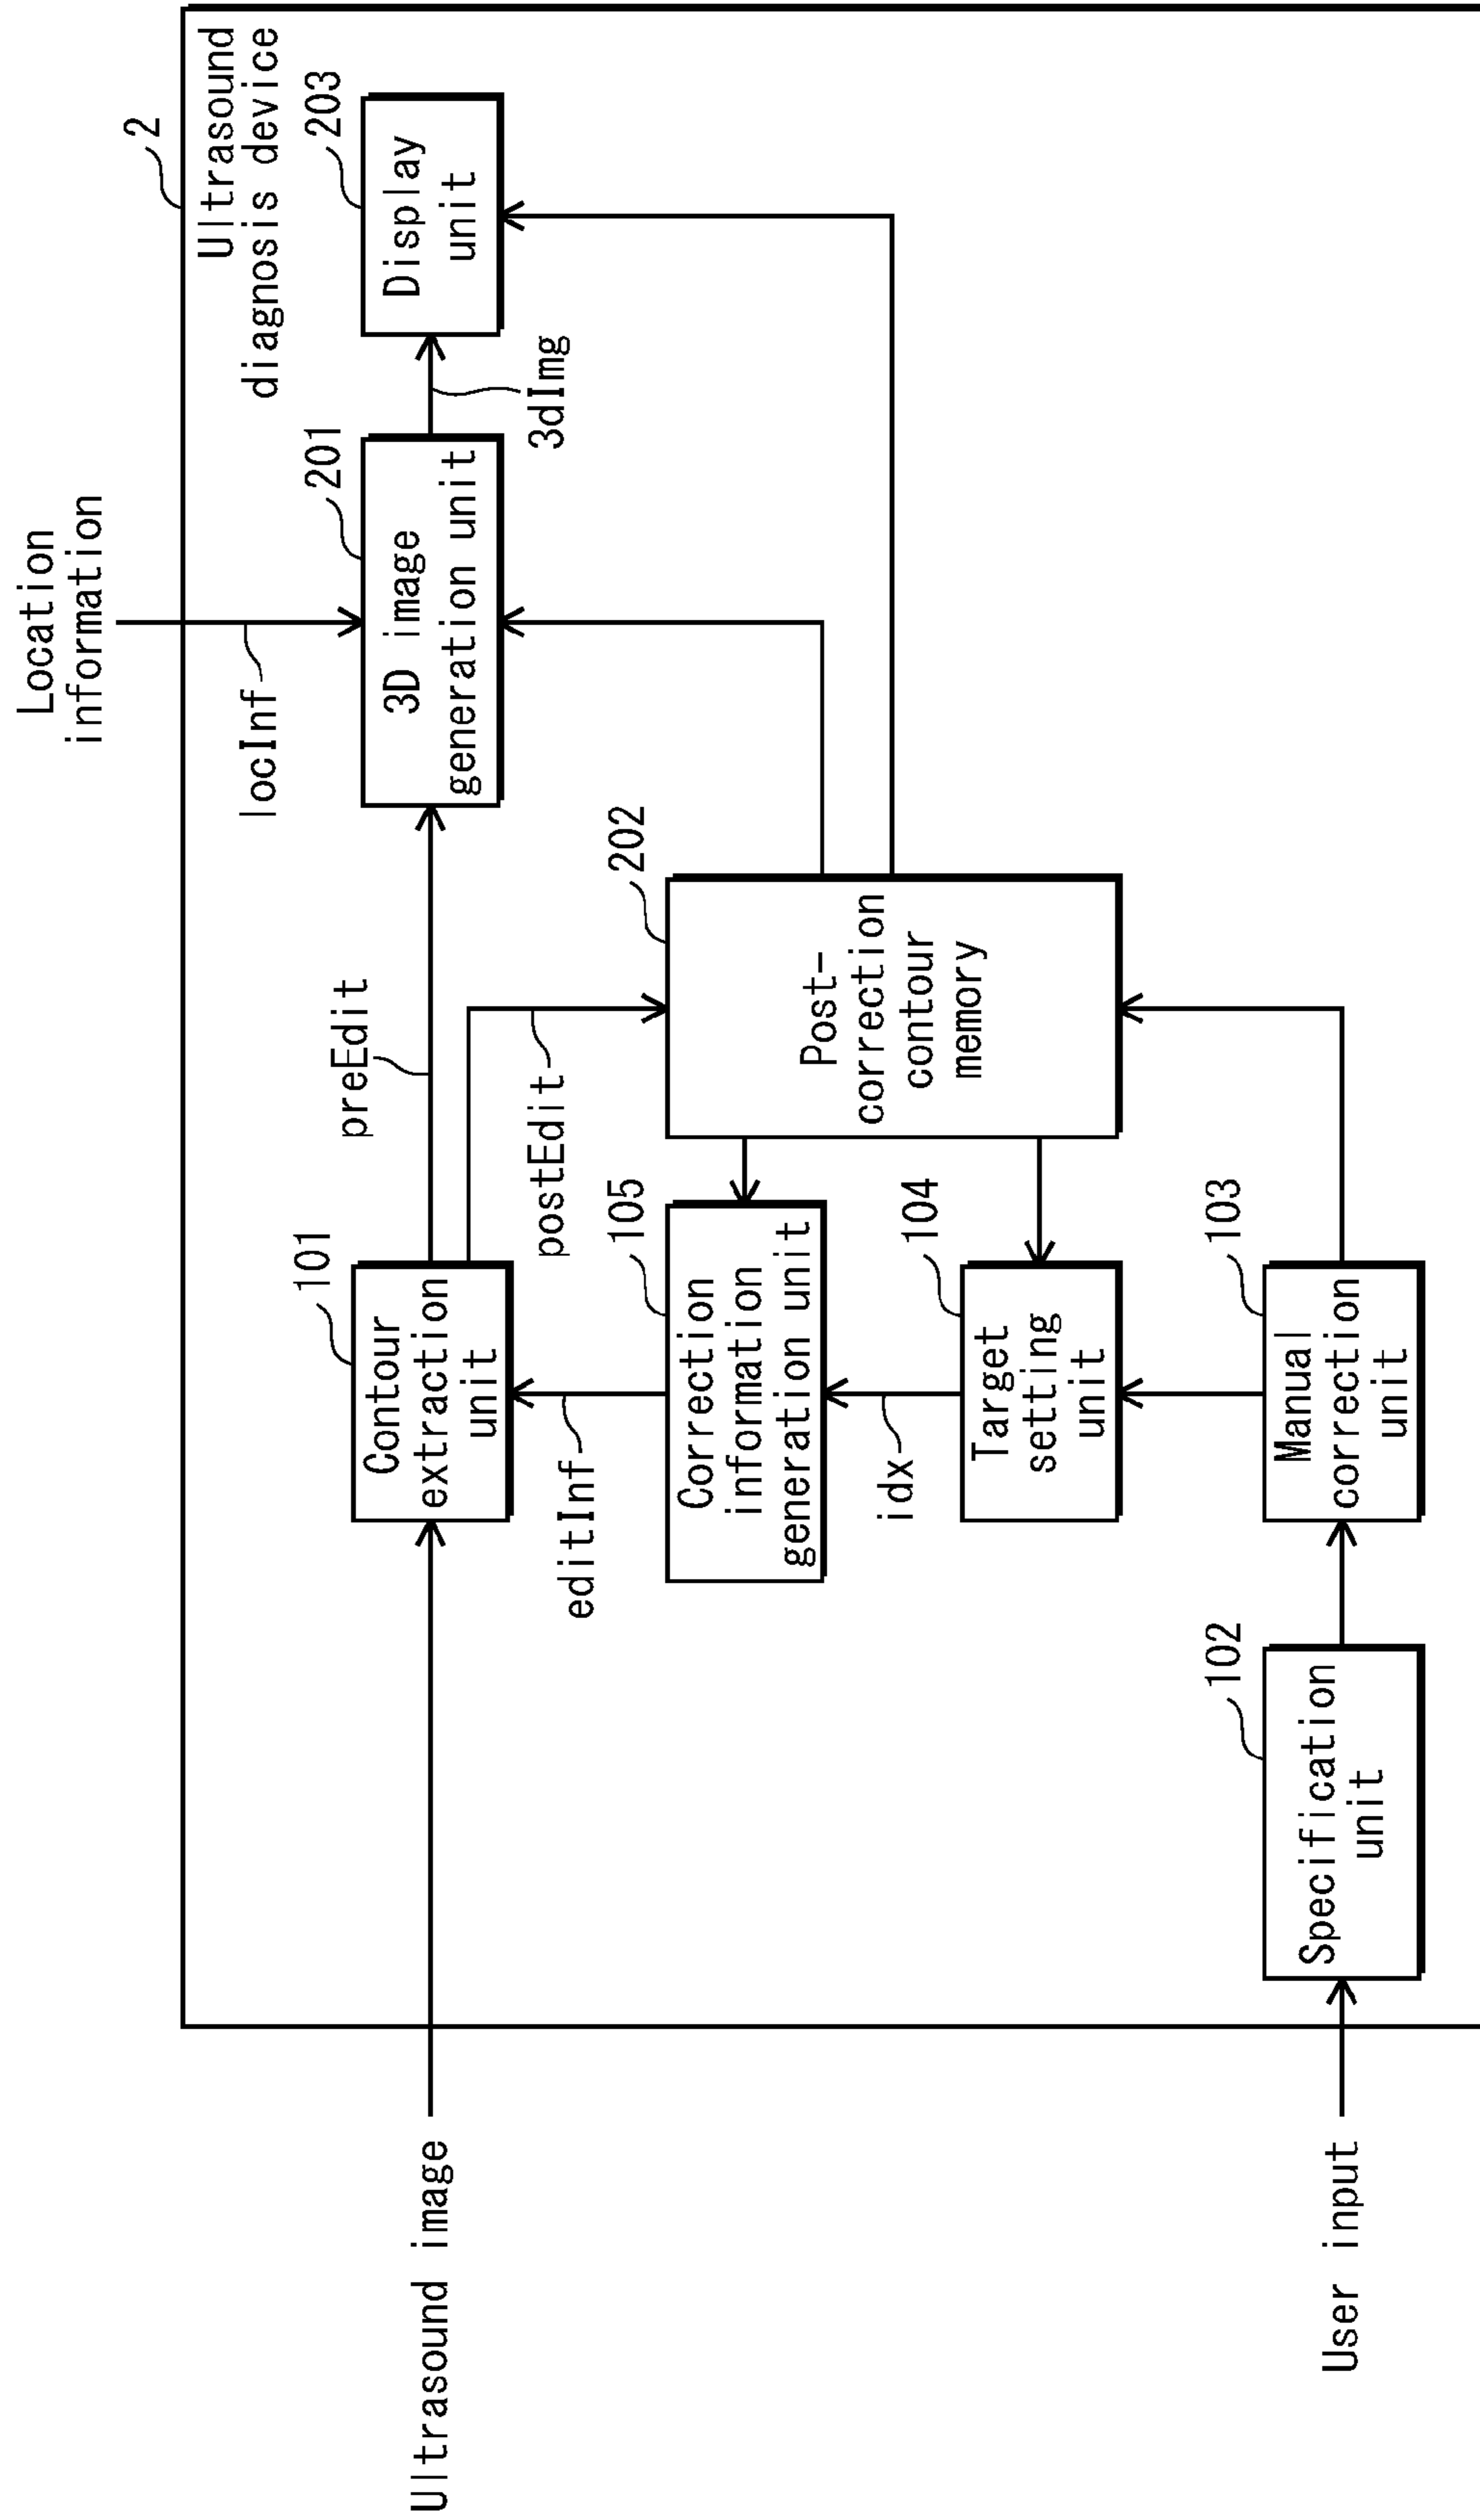 Location
information
2
Ultrasound
diagnosis device
locInf
201
203
3D image
generation unit
Display
unit
3dImg
101
preEdit
Ultrasound image
Contour
extraction
unit
postEdit
editInf
105
202
Correction
information
generation unit
Post-
correction
contour
memory
idx
104
Target
setting
unit
102
103
Specification
unit
Manual
correction
unit
User input